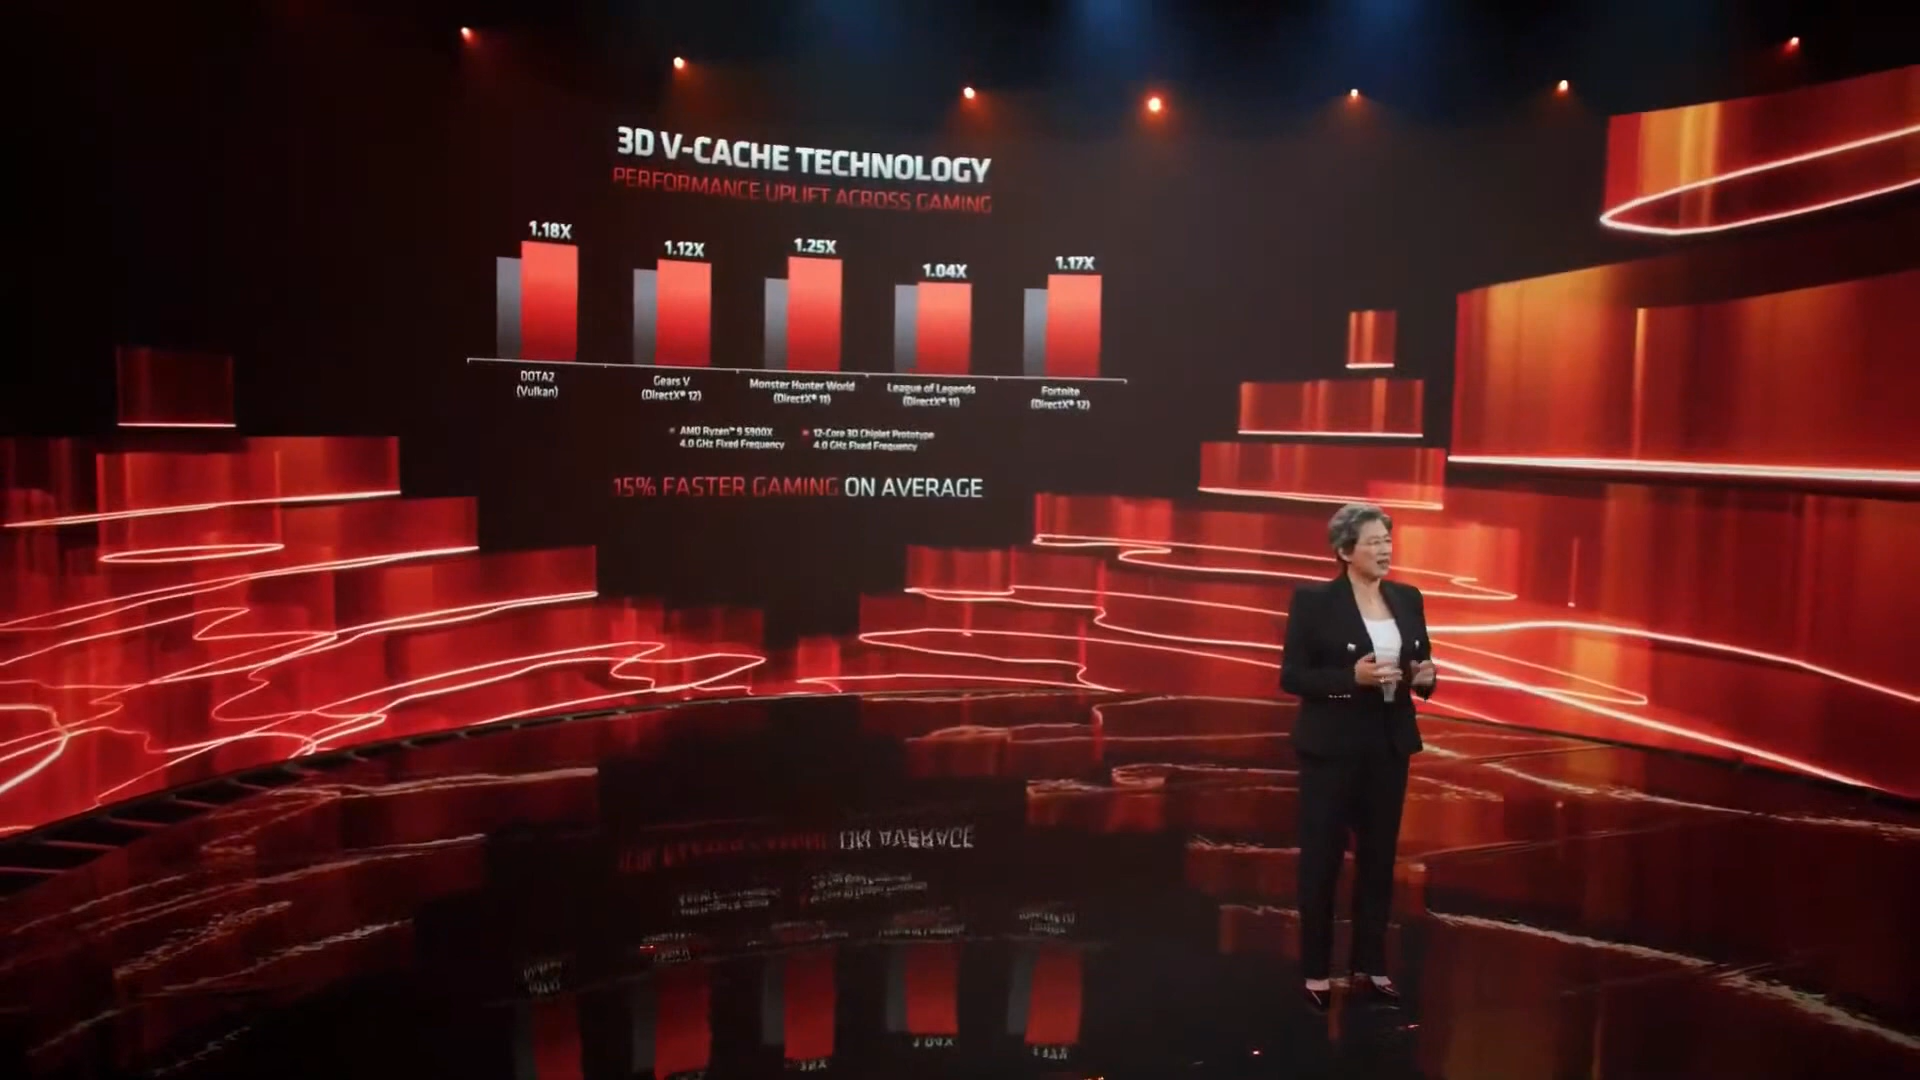 3D V-CACHE TECHNOLOGY
PERFORMANCE UPLIFT ACROSS GAMING
1.18X
1.12X
1.25X
1.04X
1.17X
DOTA2
(Vulkan)
Gears V
(DirectX® 12)
Monster Hunter World
(DirectX® 11)
League of Legends
(DirectX® 11)
Fortnite
(DirectX® 12)
AMD Ryzen™ 9 5900X
4.0 GHz Fixed Frequency
12-Core 3D Chiplet Prototype
4.0 GHz Fixed Frequency
15% FASTER GAMING ON AVERAGE